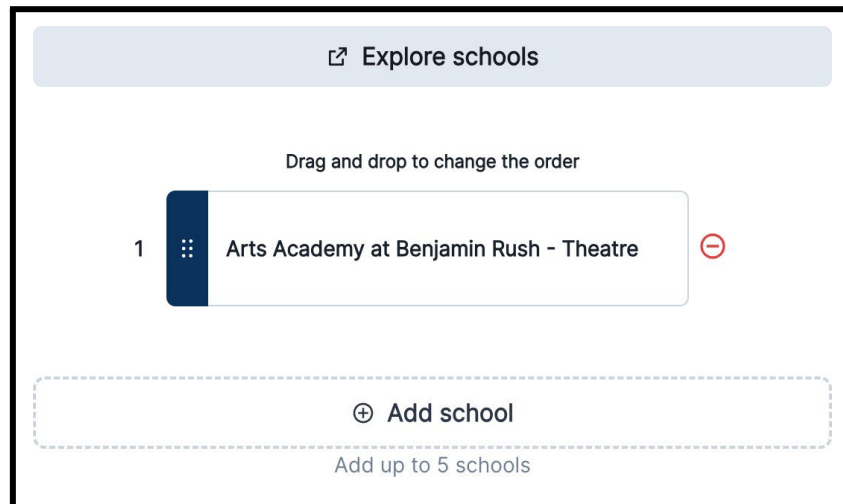 Explore schools
Drag and drop to change the order
1 Arts Academy at Benjamin Rush - Theatre
Add school
Add up to 5 schools